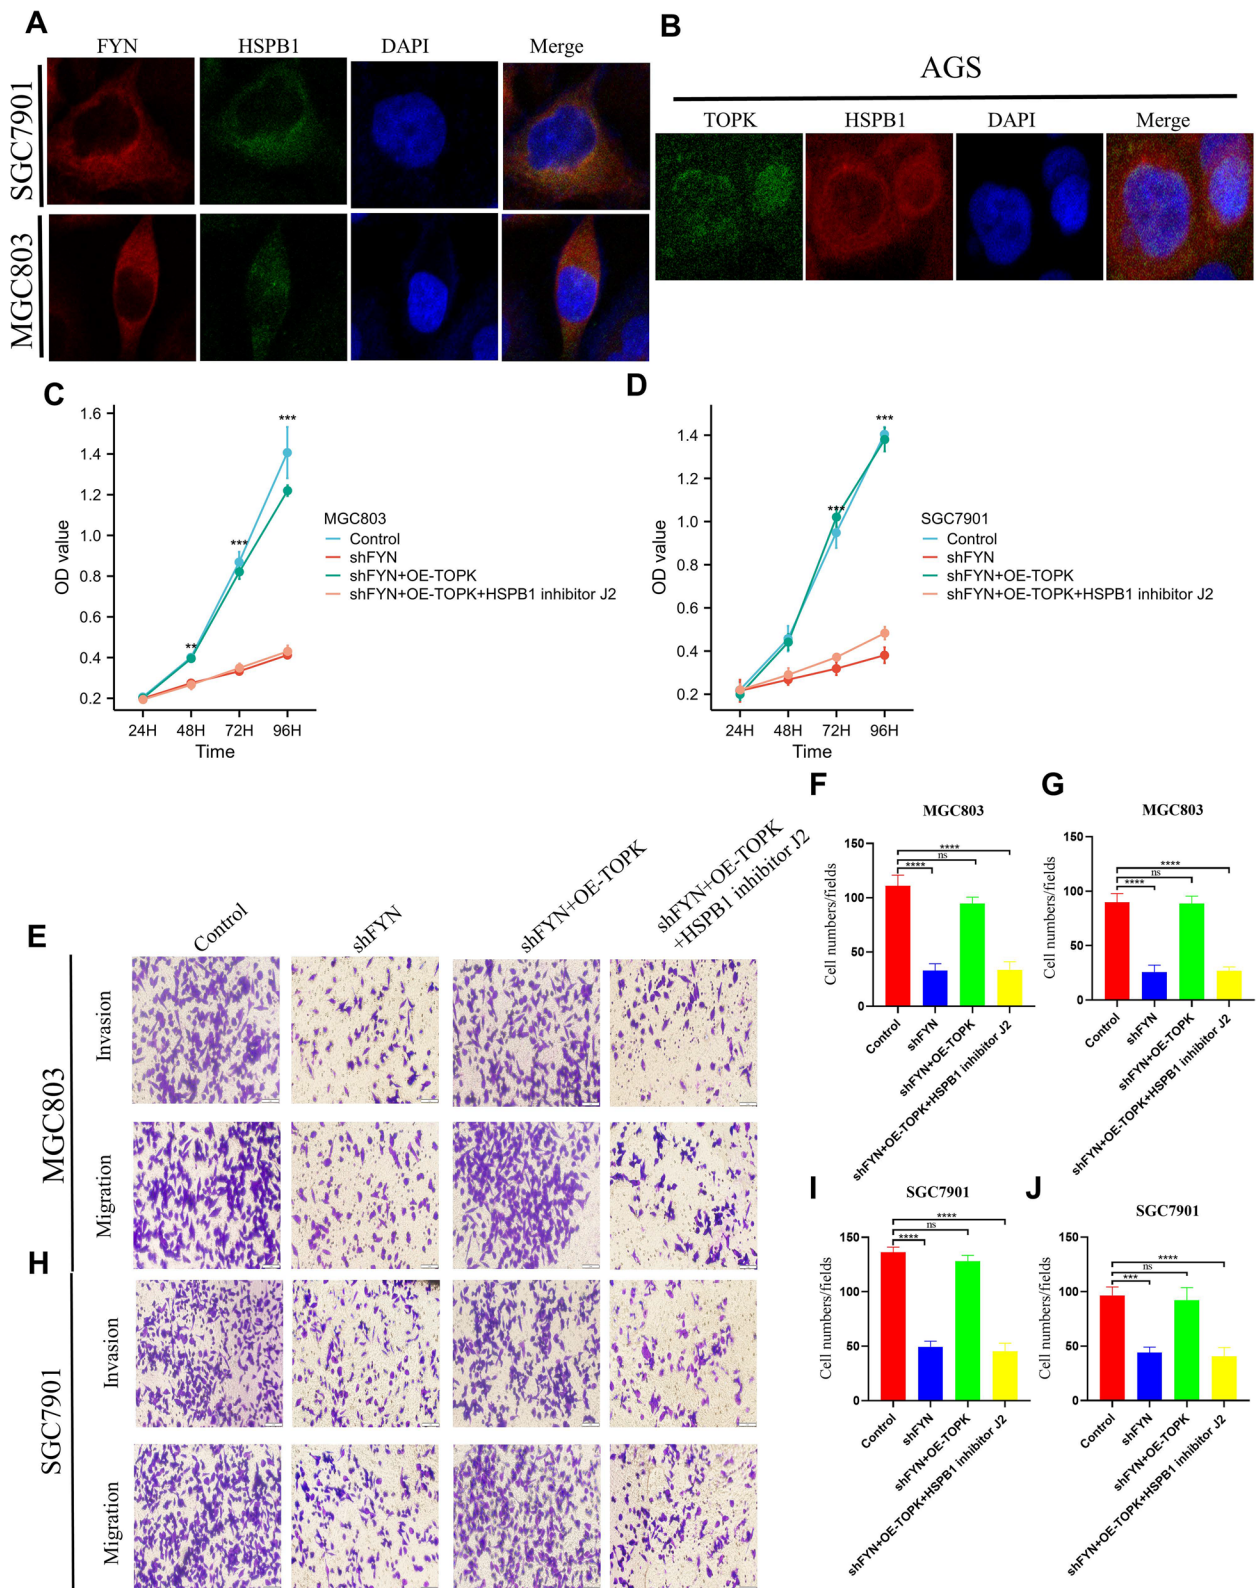 A
FYN
HSPB1
DAPI
Merge
SGC7901
MGC803
B
AGS
TOPK
HSPB1
DAPI
Merge
C
1.6
1.4
1.2
1.0
0.8
0.6
0.4
0.2
OD value
**
***
***
24H
48H
72H
96H
Time
MGC803
Control
shFYN
shFYN+OE-TOPK
shFYN+OE-TOPK+HSPB1 inhibitor J2
D
1.4
1.2
1.0
0.8
0.6
0.4
0.2
OD value
***
***
24H
48H
72H
96H
Time
SGC7901
Control
shFYN
shFYN+OE-TOPK
shFYN+OE-TOPK+HSPB1 inhibitor J2
E
Control
shFYN
shFYN+OE-TOPK
shFYN+OE-TOPK
+HSPB1 inhibitor J2
MGC803
Invasion
Migration
H
SGC7901
Invasion
Migration
F
MGC803
150
100
50
0
Cell numbers/fields
****
ns
****
Control
shFYN
shFYN+OE-TOPK
shFYN+OE-TOPK+HSPB1 inhibitor J2
G
MGC803
150
100
50
0
Cell numbers/fields
****
ns
****
Control
shFYN
shFYN+OE-TOPK
shFYN+OE-TOPK+HSPB1 inhibitor J2
I
SGC7901
150
100
50
0
Cell numbers/fields
****
ns
****
Control
shFYN
shFYN+OE-TOPK
shFYN+OE-TOPK+HSPB1 inhibitor J2
J
SGC7901
150
100
50
0
Cell numbers/fields
****
ns
***
Control
shFYN
shFYN+OE-TOPK
shFYN+OE-TOPK+HSPB1 inhibitor J2